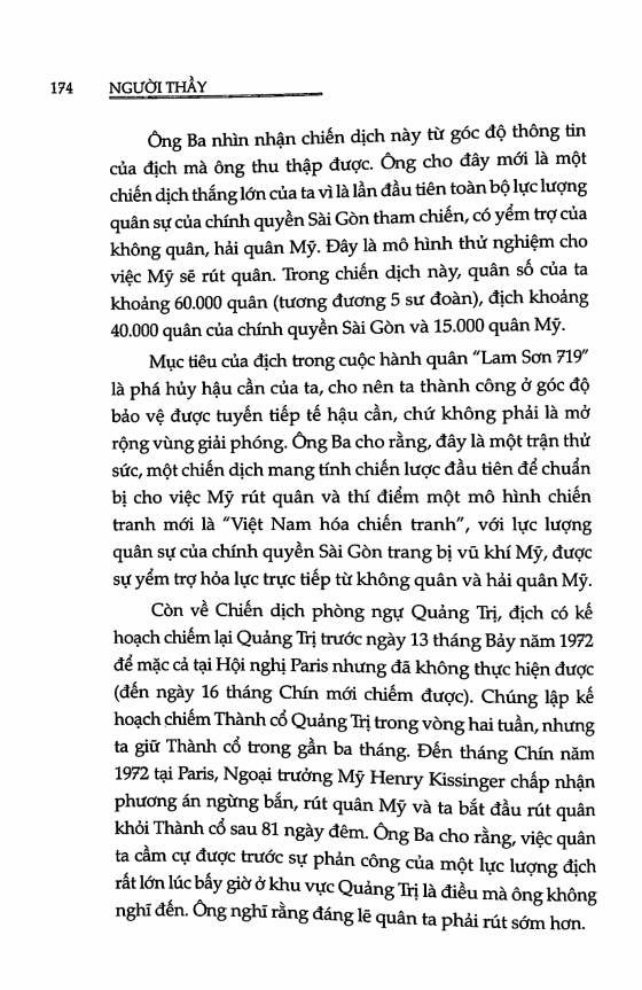 174 NGƯỜI THẦY
Ông Ba nhìn nhận chiến dịch này từ góc độ thông tin
của địch mà ông thu thập được. Ông cho đây mới là một
chiến dịch thắng lớn của ta vì là lần đầu tiên toàn bộ lực lượng
quân sự của chính quyền Sài Gòn tham chiến, có yểm trợ của
không quân, hải quân Mỹ. Đây là mô hình thử nghiệm cho
việc Mỹ sẽ rút quân. Trong chiến dịch này, quân số của ta
khoảng 60.000 quân (tương đương 5 sư đoàn), địch khoảng
40.000 quân của chính quyền Sài Gòn và 15.000 quân Mỹ.
Mục tiêu của địch trong cuộc hành quân "Lam Sơn 719"
là phá hủy hậu cần của ta, cho nên ta thành công ở góc độ
bảo vệ được tuyến tiếp tế hậu cần, chứ không phải là mở
rộng vùng giải phóng. Ông Ba cho rằng, đây là một trận thử
sức, một chiến dịch mang tính chiến lược đầu tiên để chuẩn
bị cho việc Mỹ rút quân và thí điểm một mô hình chiến
tranh mới là "Việt Nam hóa chiến tranh", với lực lượng
quân sự của chính quyền Sài Gòn trang bị vũ khí Mỹ, được
sự yểm trợ hỏa lực trực tiếp từ không quân và hải quân Mỹ.
Còn về Chiến dịch phòng ngự Quảng Trị, địch có kế
hoạch chiếm lại Quảng Trị trước ngày 13 tháng Bảy năm 1972
để mặc cả tại Hội nghị Paris nhưng đã không thực hiện được
(đến ngày 16 tháng Chín mới chiếm được). Chúng lập kế
hoạch chiếm Thành cổ Quảng Trị trong vòng hai tuần, nhưng
ta giữ Thành cổ trong gần ba tháng. Đến tháng Chín năm
1972 tại Paris, Ngoại trưởng Mỹ Henry Kissinger chấp nhận
phương án ngừng bắn, rút quân Mỹ và ta bắt đầu rút quân
khỏi Thành cổ sau 81 ngày đêm. Ông Ba cho rằng, việc quân
ta cầm cự được trước sự phản công của một lực lượng địch
rất lớn lúc bấy giờ ở khu vực Quảng Trị là điều mà ông không
nghĩ đến. Ông nghĩ rằng đáng lẽ quân ta phải rút sớm hơn.